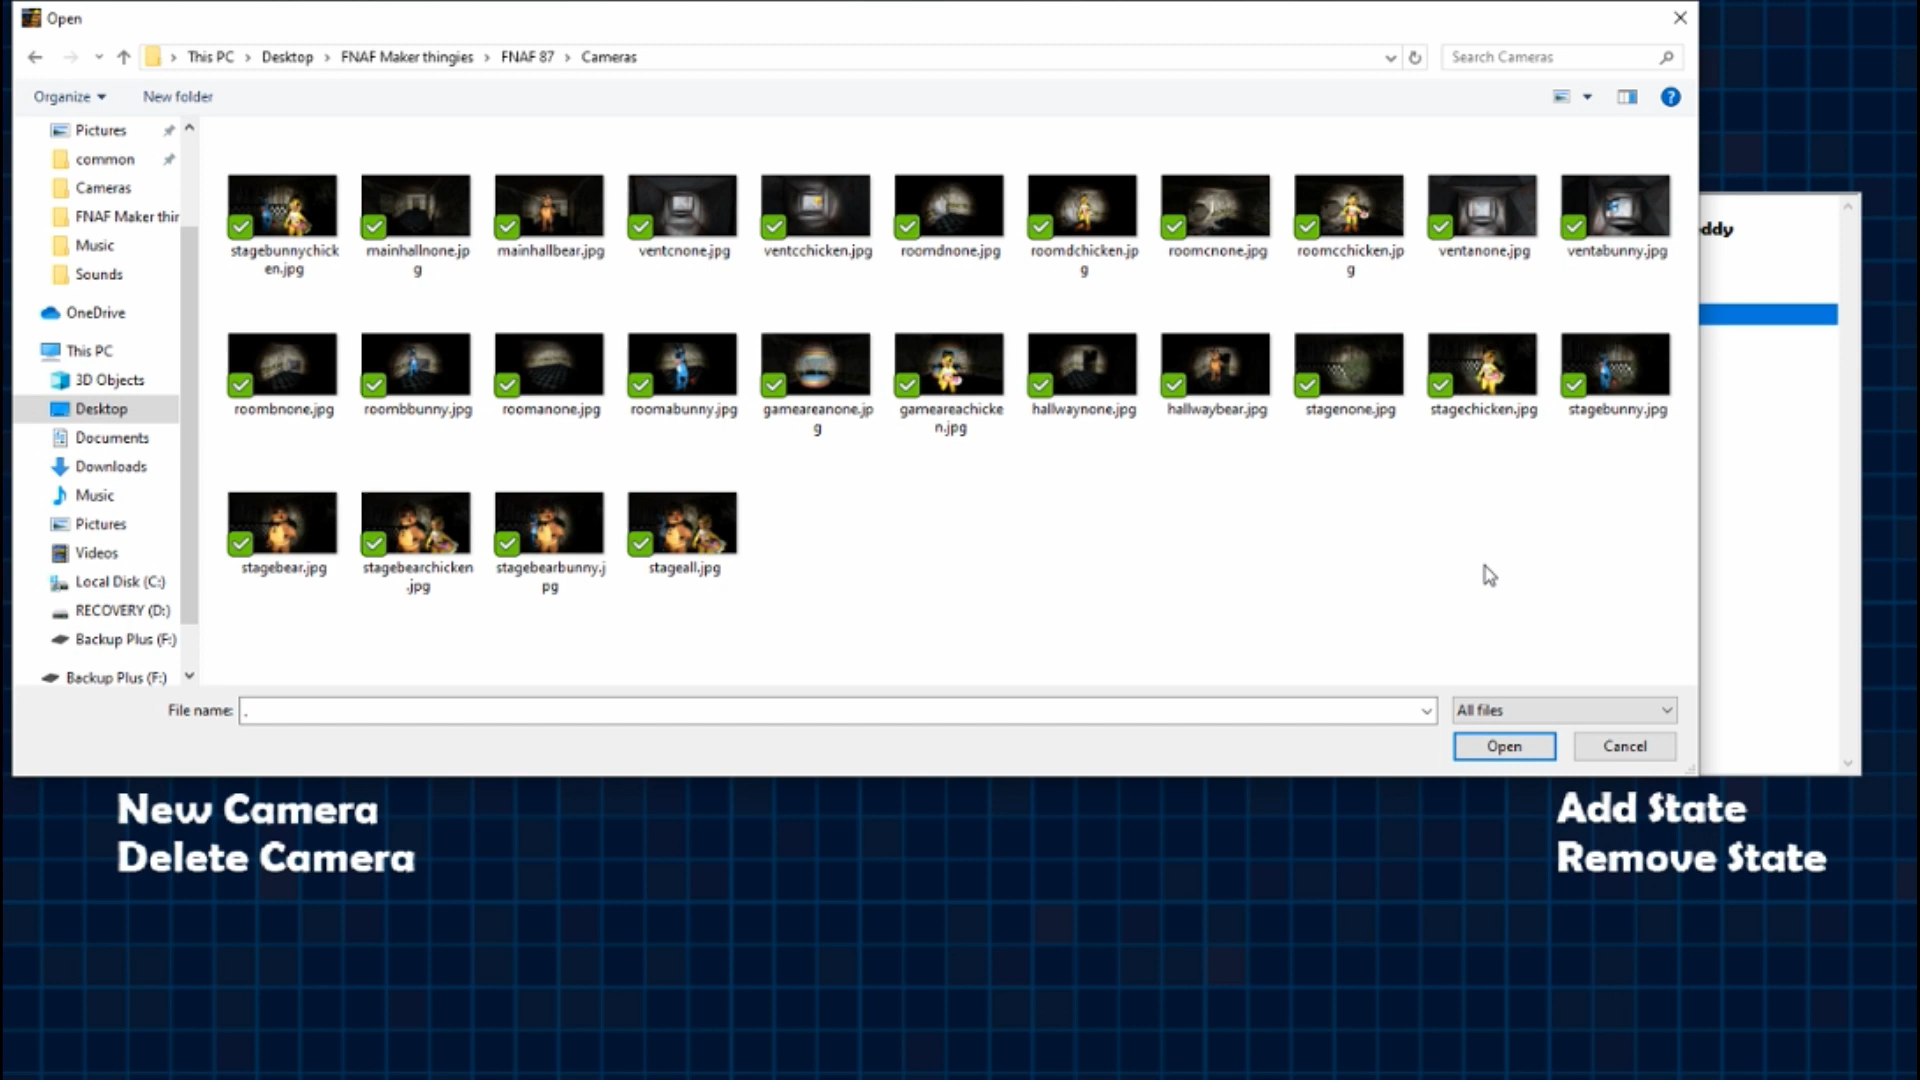 Open
This PC > Desktop > FNAF Maker thingies > FNAF 87 > Cameras
Search Cameras
Organize
New folder
Pictures
common
Cameras
FNAF Maker thir
Music
Sounds
OneDrive
This PC
3D Objects
Desktop
Documents
Downloads
Music
Pictures
Videos
Local Disk (C:)
RECOVERY (D:)
Backup Plus (F:)
Backup Plus (F:)
stagebunnychick
en.jpg
mainhallnone.jp
g
mainhallbear.jpg
ventcnone.jpg
ventcchicken.jpg
roomdnone.jpg
roomdchicken.jp
g
roomcnone.jpg
roomcchicken.jp
g
ventanone.jpg
ventabunny.jpg
roombnone.jpg
roombbunny.jpg
roomanone.jpg
roomabunny.jpg
gameareanone.jp
g
gameareachicke
n.jpg
hallwaynone.jpg
hallwaybear.jpg
stagenone.jpg
stagechicken.jpg
stagebunny.jpg
stagebear.jpg
stagebearchicken
.jpg
stagebearbunny.j
pg
stageall.jpg
ddy
File name: .
All files
Open
Cancel
New Camera
Delete Camera
Add State
Remove State